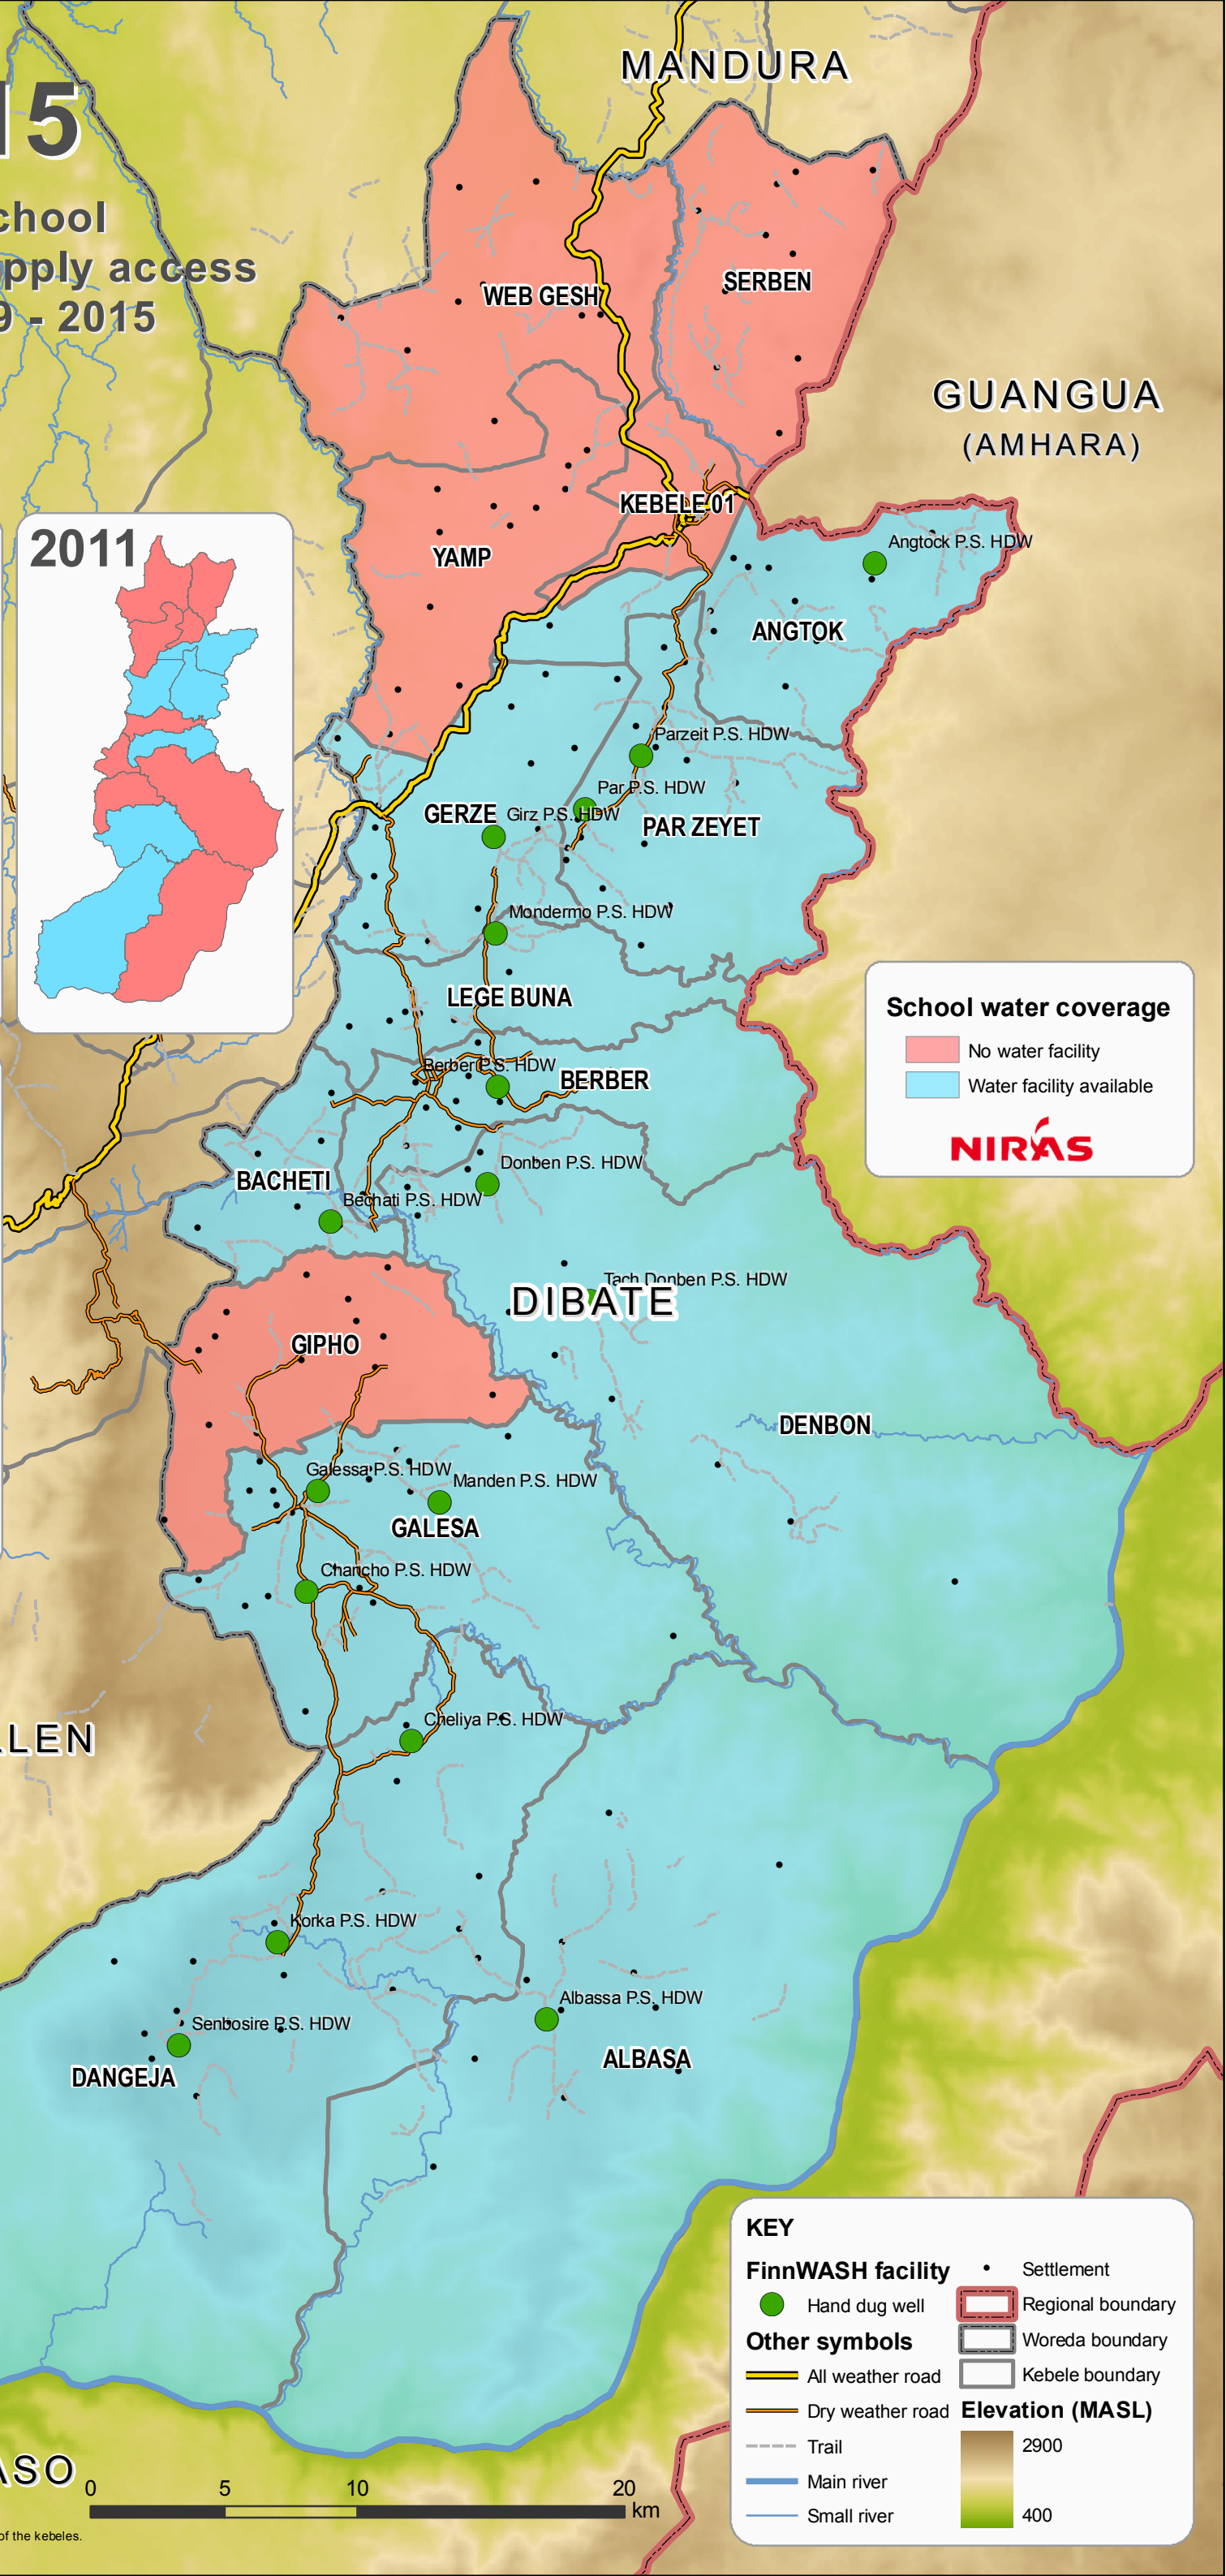 MANDURA
15
chool
pply access
9 - 2015
WEB GESH
SERBEN
GUANGUA
(AMHARA)
KEBELE 01
2011
YAMP
Angtock P.S. HDW
ANGTOK
Parzeit P.S. HDW
Par P.S. HDW
GERZE
Girz P.S. HDW
PAR ZEYET
Mondermo P.S. HDW
LEGE BUNA
School water coverage
No water facility
Water facility available
NIRAS
Berber P.S. HDW
BERBER
Donben P.S. HDW
BACHETI
Bechati P.S. HDW
Tach Donben P.S. HDW
DIBATE
GIPHO
DENBON
Galessa P.S. HDW
Manden P.S. HDW
GALESA
Chancho P.S. HDW
Cheliya P.S. HDW
LLEN
Korka P.S. HDW
Albassa P.S. HDW
Senbosire P.S. HDW
ALBASA
DANGEJA
KEY
FinnWASH facility
Hand dug well
Other symbols
All weather road
Dry weather road
Trail
Main river
Small river
Settlement
Regional boundary
Woreda boundary
Kebele boundary
Elevation (MASL)
2900
400
ASO
0 5 10 20
km
of the kebeles.